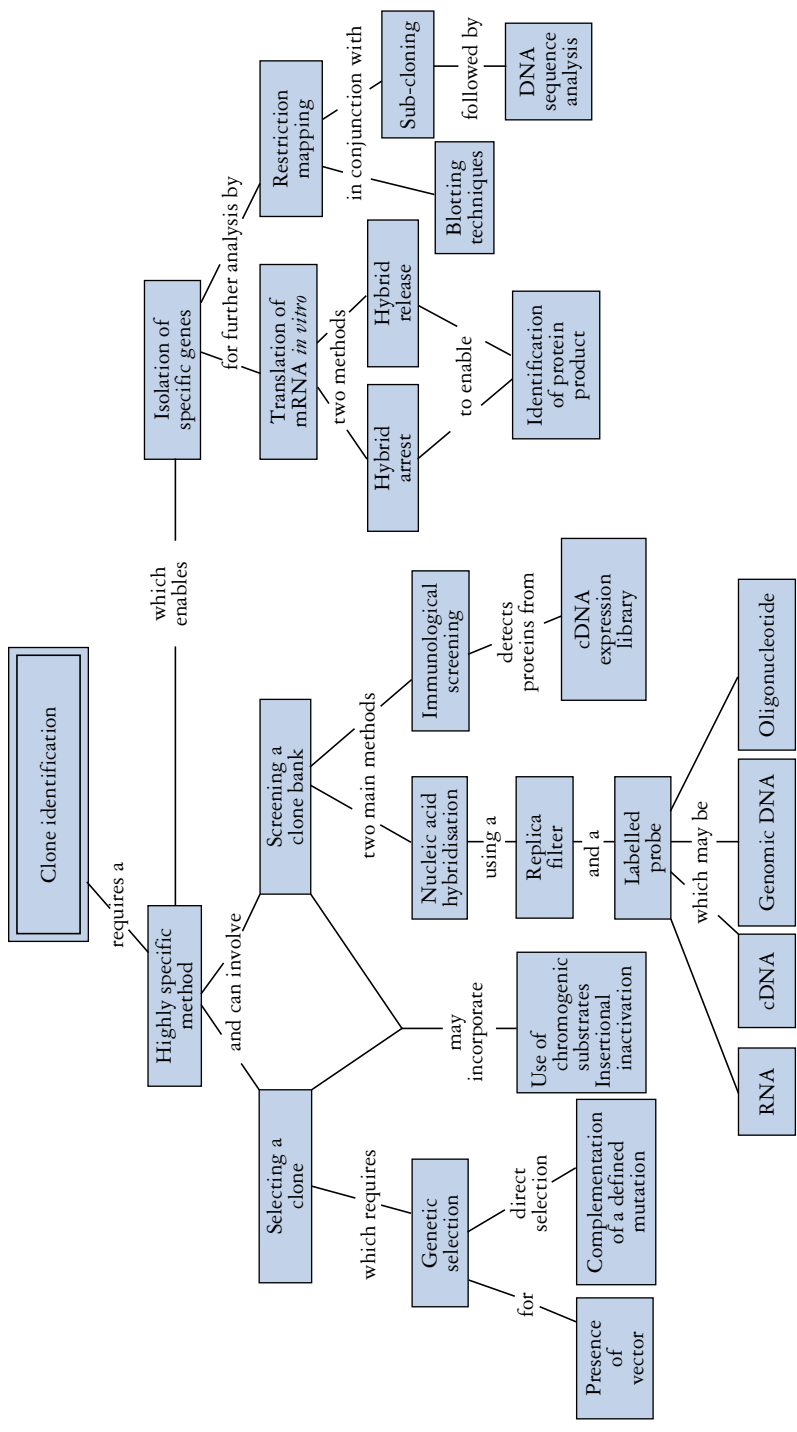 Clone identification
requires a
Highly specific
method
which
enables
Isolation of
specific genes
and can involve
for further analysis by
Selecting a
clone
Screening a
clone bank
Translation of
mRNA in vitro
Restriction
mapping
which requires
may
incorporate
two main methods
two methods
in conjunction with
Genetic
selection
Nucleic acid
hybridisation
Immunological
screening
Hybrid
arrest
Hybrid
release
Blotting
techniques
Sub-cloning
for
direct
selection
using a
detects
proteins from
to enable
followed by
Presence
of
vector
Complementation
of a defined
mutation
Use of
chromogenic
substrates
Insertional
inactivation
Replica
filter
cDNA
expression
library
Identification
of protein
product
DNA
sequence
analysis
and a
Labelled
probe
which may be
RNA
cDNA
Genomic DNA
Oligonucleotide